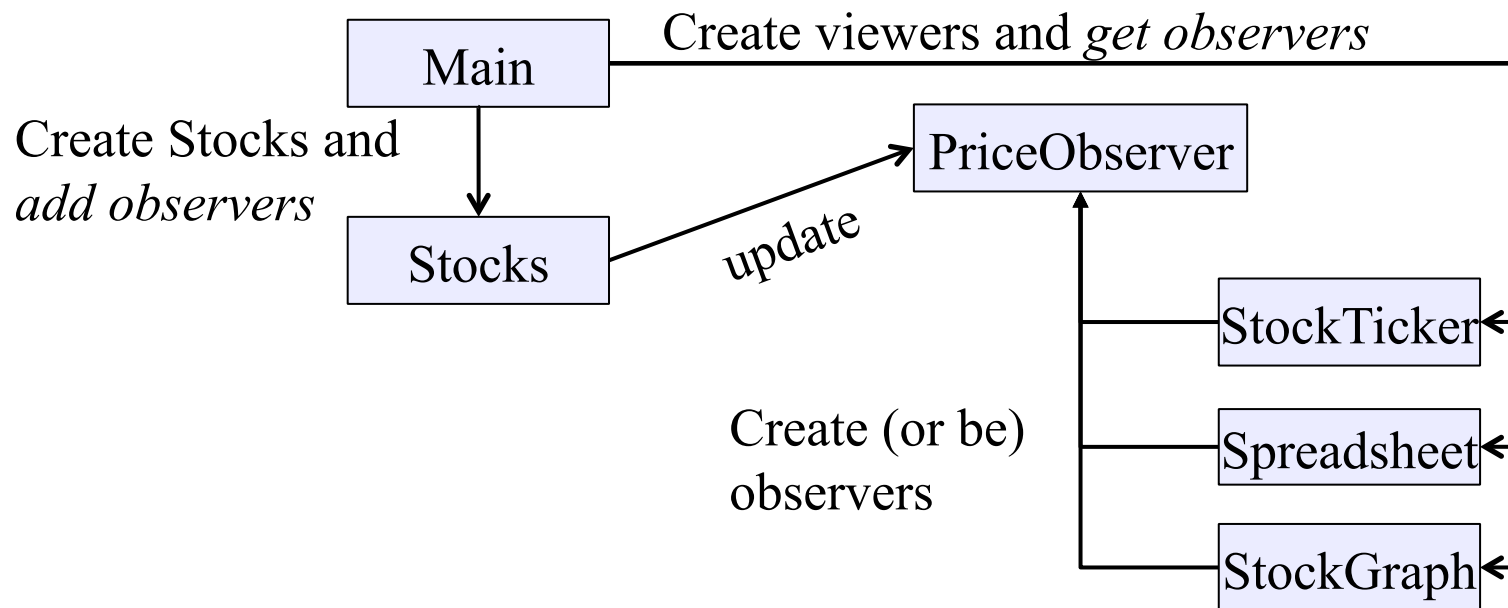 Create viewers and get observers
Main
Create Stocks and
add observers
PriceObserver
Stocks
update
StockTicker
Create (or be)
observers
Spreadsheet
StockGraph